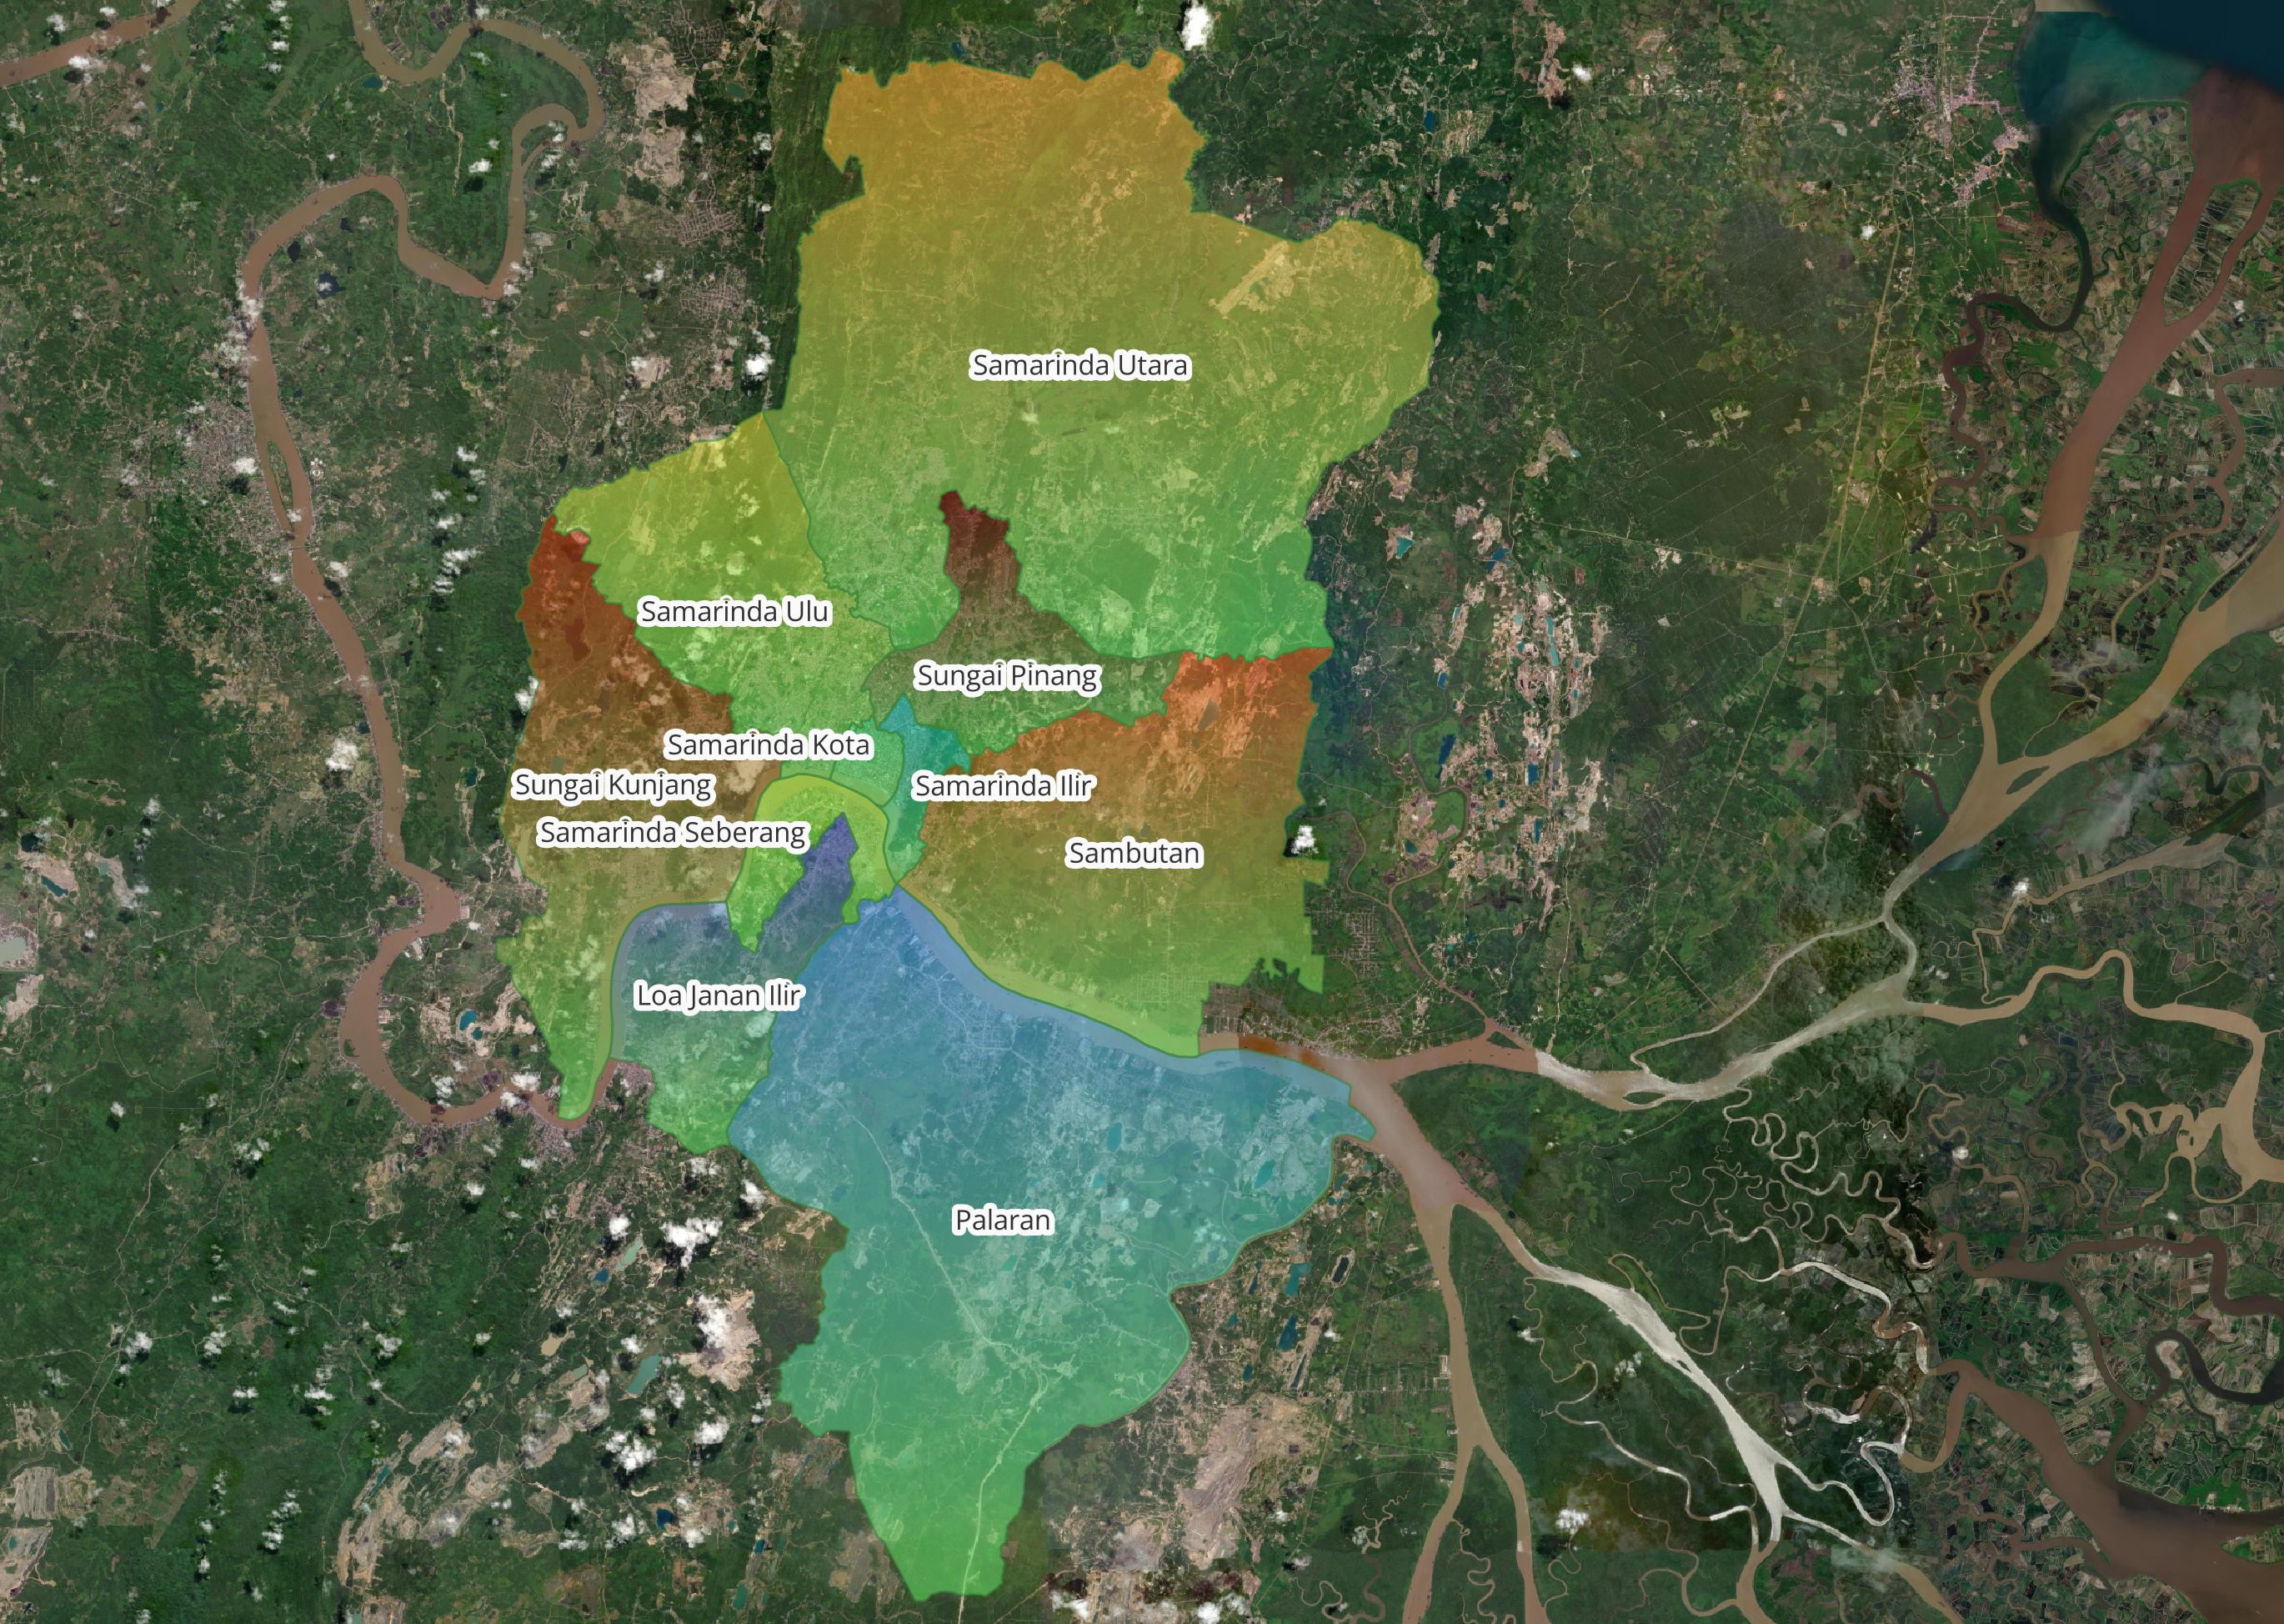 Samarinda Utara
Samarinda Ulu
Sungai Pinang
Samarinda Kota
Sungai Kunjang
Samarinda Ilir
Samarinda Seberang
Sambutan
Loa Janan Ilir
Palaran